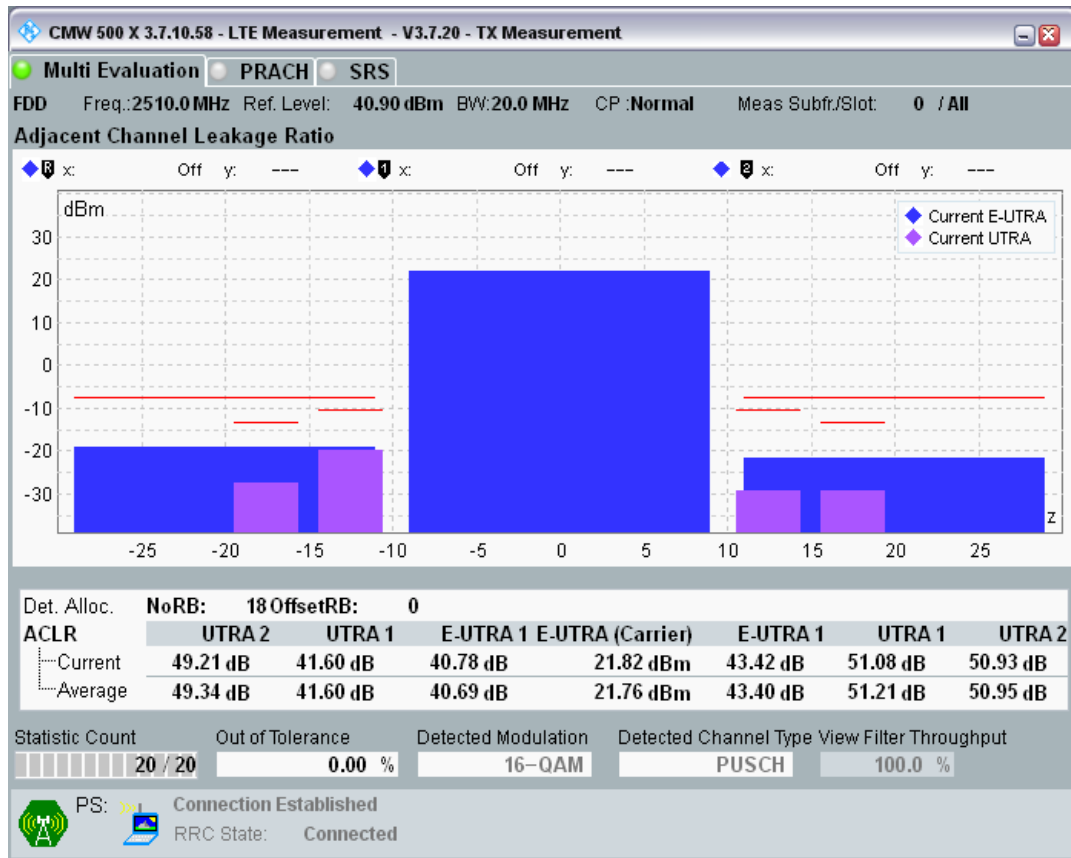 CMW 500 X 3.7.10.58 - LTE Measurement - V3.7.20 - TX Measurement
Multi Evaluation PRACH SRS
FDD Freq.:2510.0 MHz Ref. Level: 40.90 dBm BW:20.0 MHz CP :Normal Meas Subfr./Slot: 0 / All
Adjacent Channel Leakage Ratio
R x: Off y: --- 1 x: Off y: --- 2 x: Off y: ---
dBm
Current E-UTRA
Current UTRA
30
20
10
0
-10
-20
-30
z
-25 -20 -15 -10 -5 0 5 10 15 20 25
Det. Alloc. NoRB: 18 OffsetRB: 0
ACLR UTRA 2 UTRA 1 E-UTRA 1 E-UTRA (Carrier) E-UTRA 1 UTRA 1 UTRA 2
Current 49.21 dB 41.60 dB 40.78 dB 21.82 dBm 43.42 dB 51.08 dB 50.93 dB
Average 49.34 dB 41.60 dB 40.69 dB 21.76 dBm 43.40 dB 51.21 dB 50.95 dB
Statistic Count Out of Tolerance Detected Modulation Detected Channel Type View Filter Throughput
20 / 20 0.00 % 16-QAM PUSCH 100.0 %
PS: Connection Established
RRC State: Connected